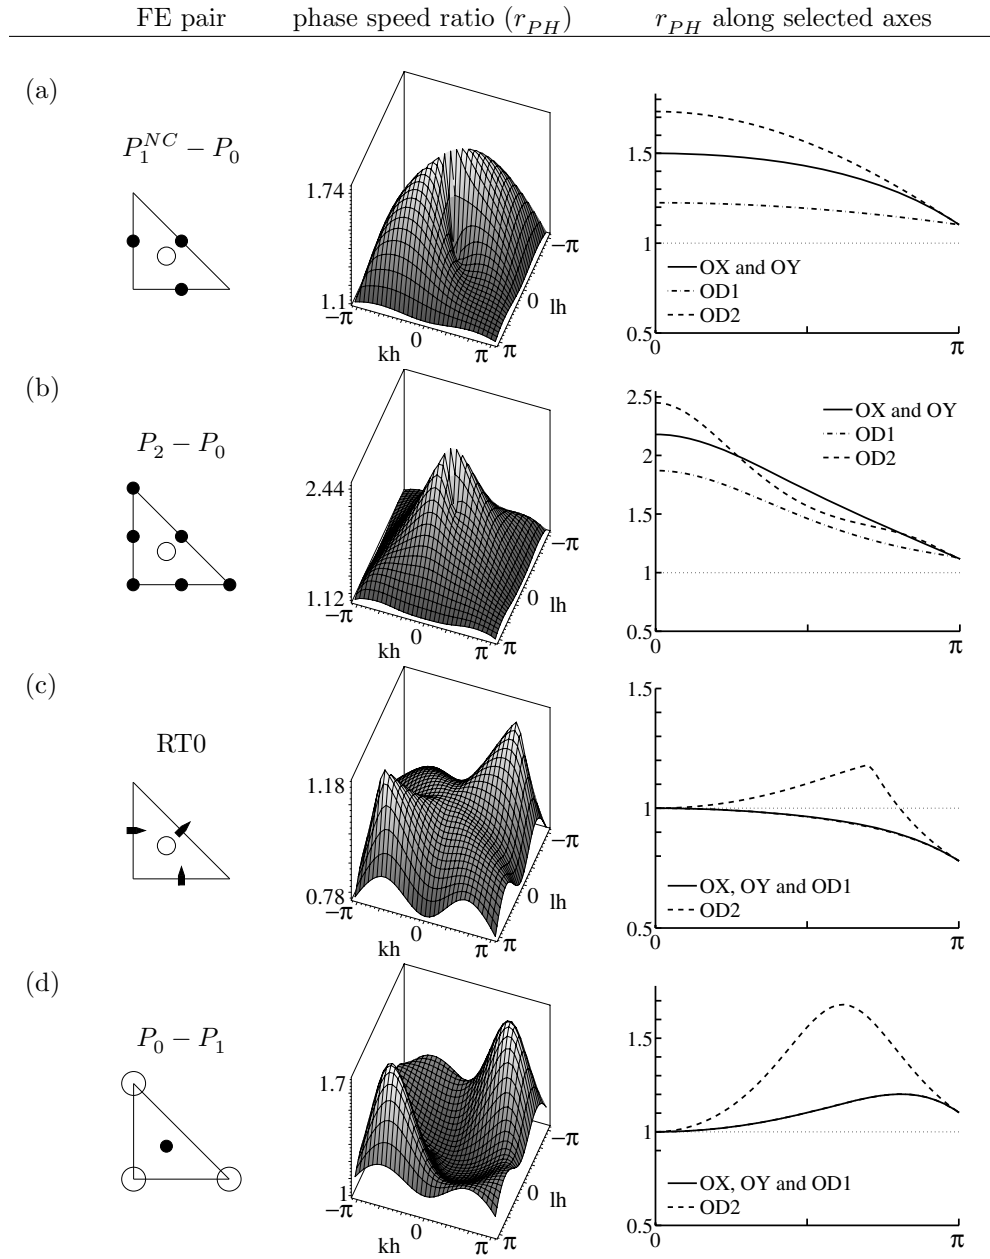 FE pair phase speed ratio (r_PH) r_PH along selected axes
(a)
P_1^NC − P_0
1.74
1.1
−π
0
kh
π
π
0
lh
−π
1.5
1
0.5
0
π
OX and OY
OD1
OD2
(b)
P_2 − P_0
2.44
1.12
−π
0
kh
π
π
0
lh
−π
2.5
2
1.5
1
0.5
0
π
OX and OY
OD1
OD2
(c)
RT0
1.18
0.78
−π
0
kh
π
π
0
lh
−π
1.5
1
0.5
0
π
OX, OY and OD1
OD2
(d)
P_0 − P_1
1.7
1
−π
0
kh
π
π
0
lh
−π
1.5
1
0.5
0
π
OX, OY and OD1
OD2